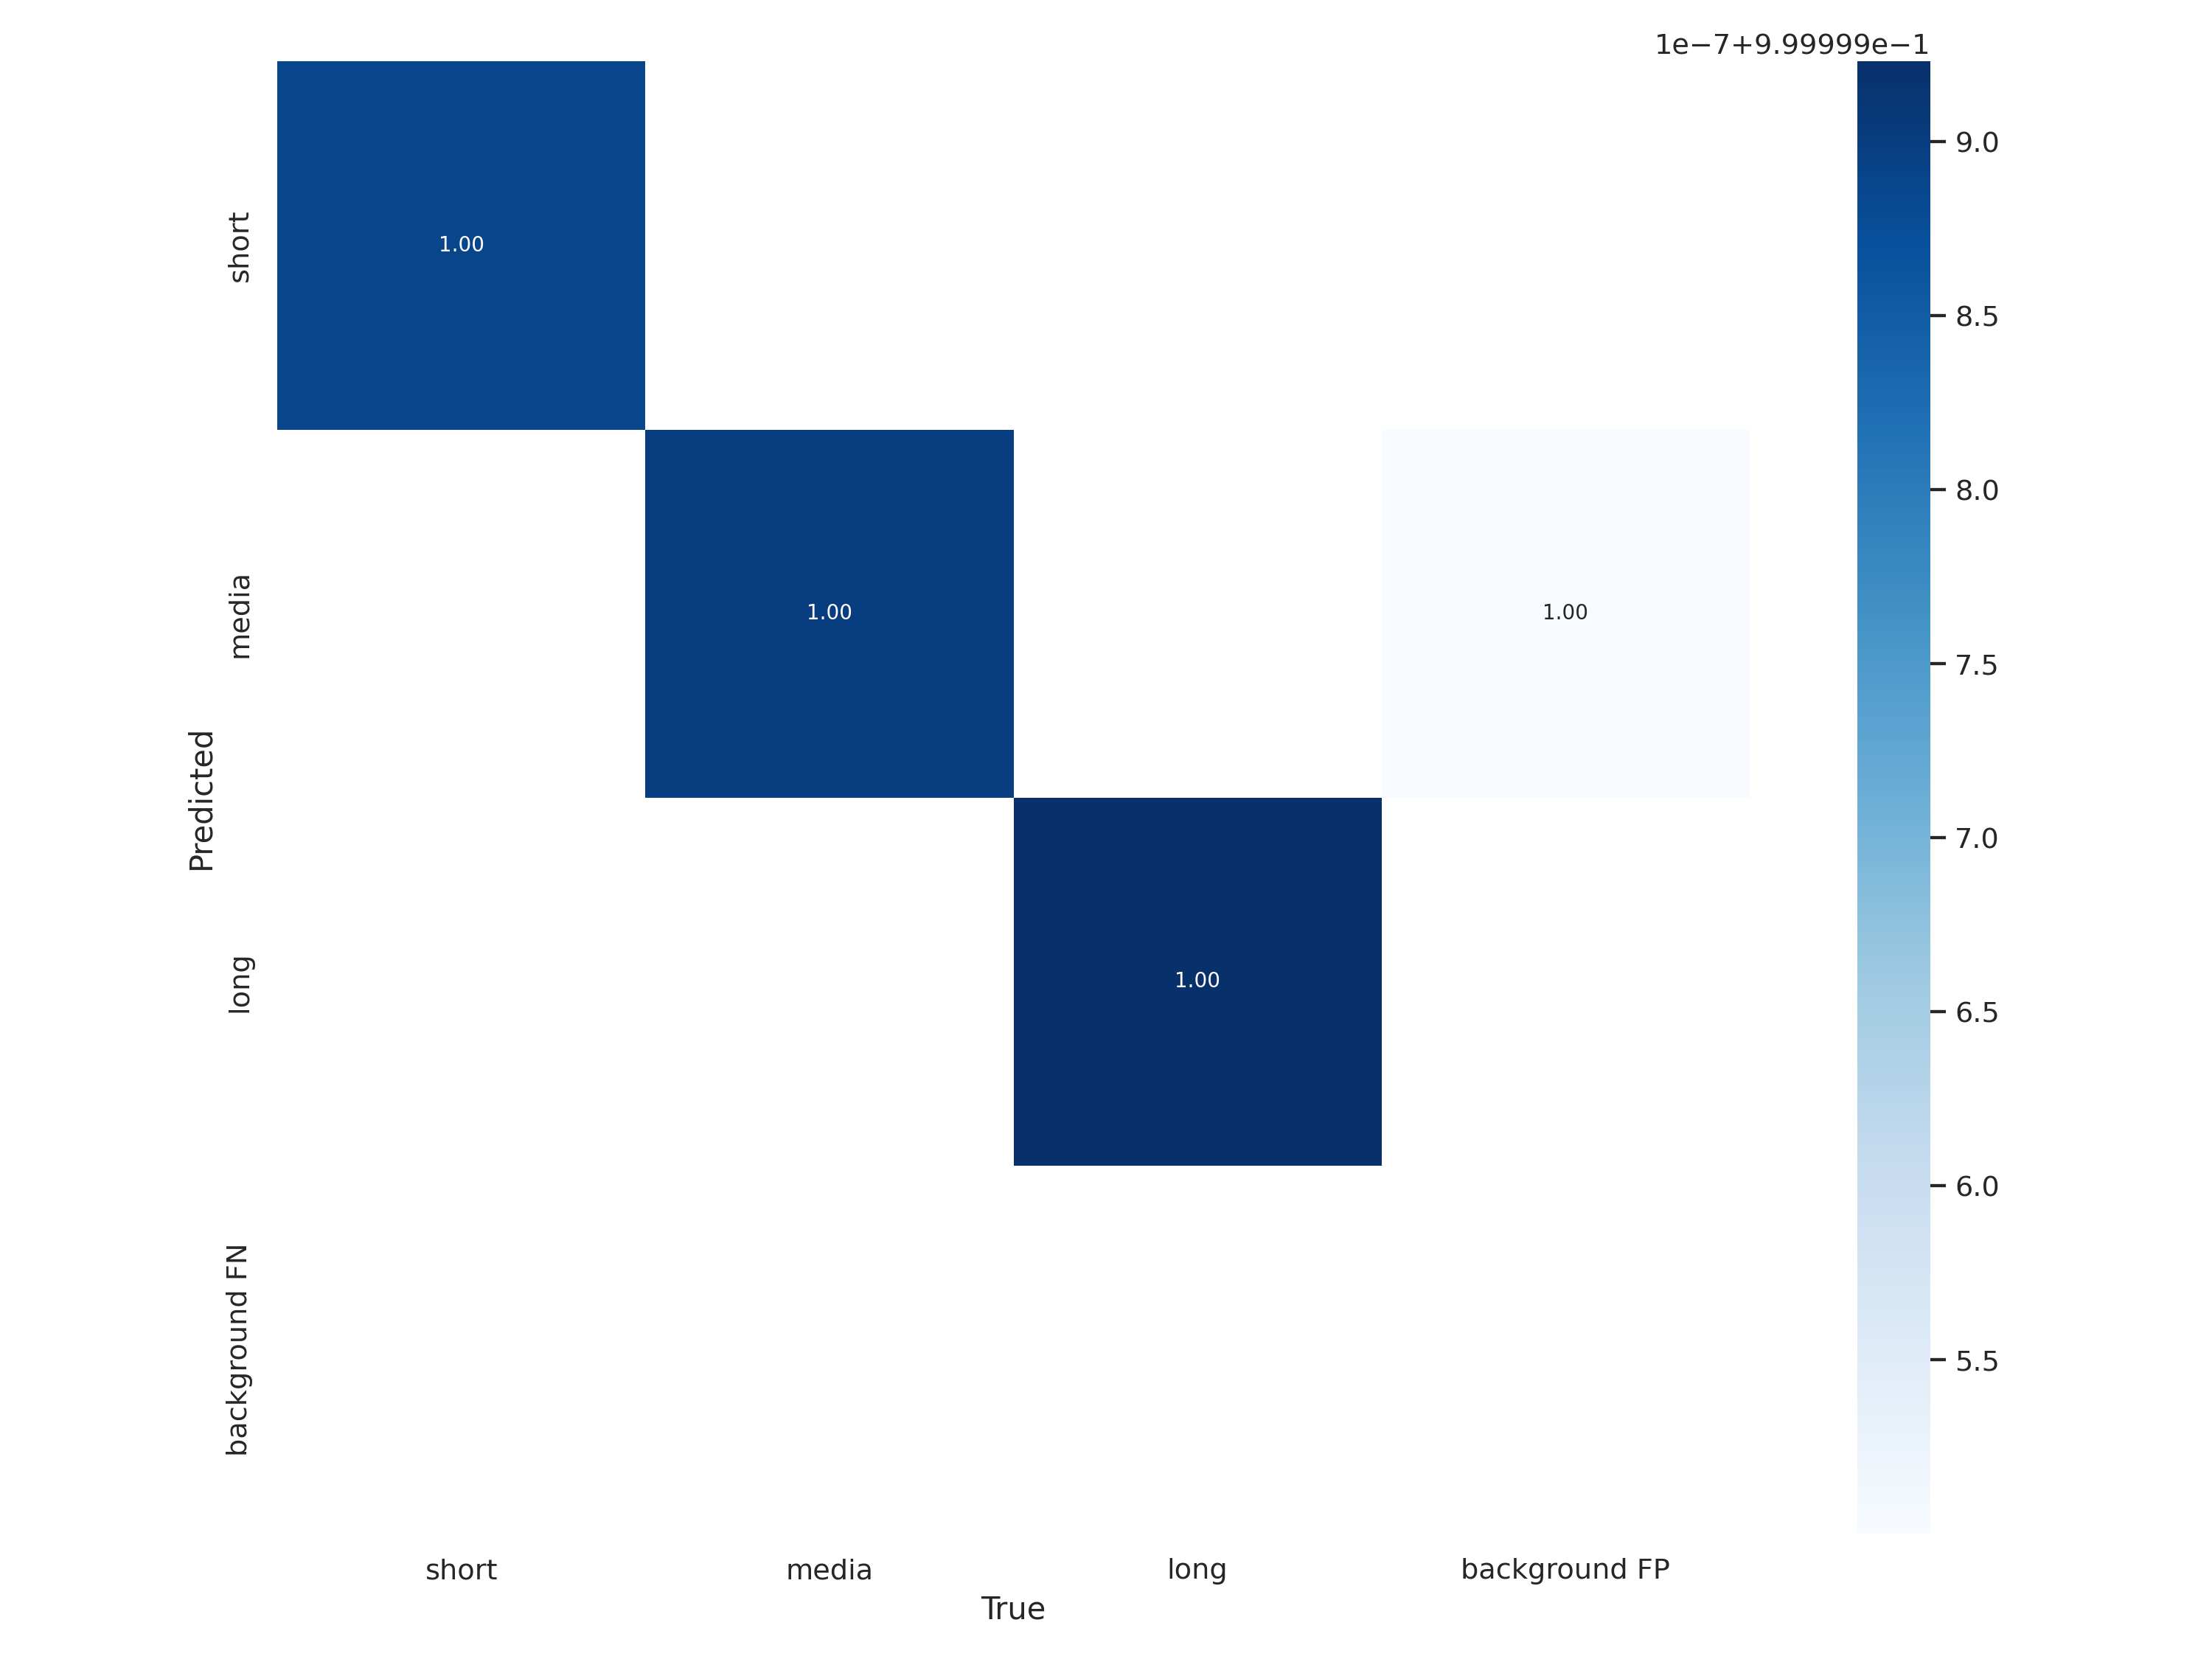 1e−7+9.99999e−1
9.0
8.5
8.0
7.5
7.0
6.5
6.0
5.5
Predicted
short
media
long
background FN
1.00
1.00
1.00
1.00
short
media
long
background FP
True